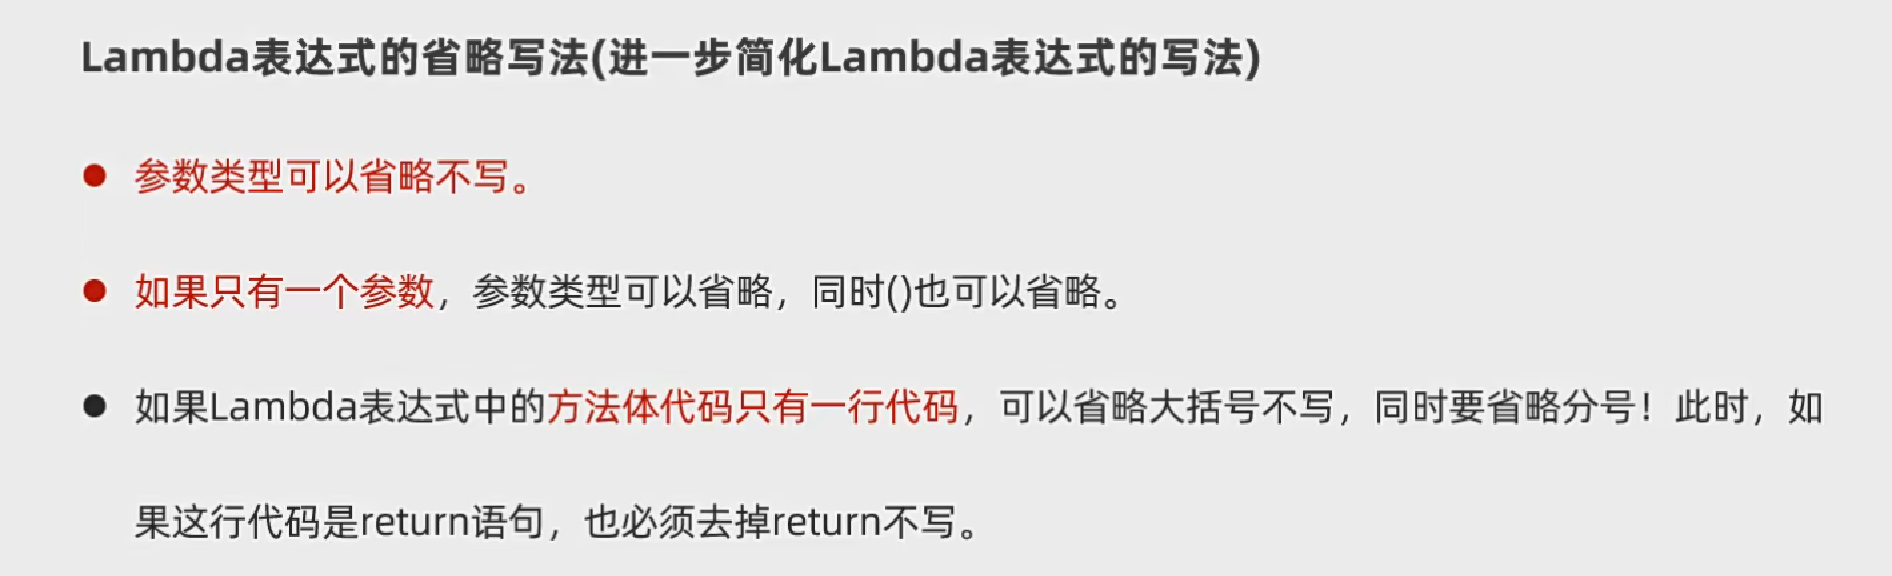 Lambda表达式的省略写法(进一步简化Lambda表达式的写法)
● 参数类型可以省略不写。
● 如果只有一个参数，参数类型可以省略，同时()也可以省略。
● 如果Lambda表达式中的方法体代码只有一行代码，可以省略大括号不写，同时要省略分号！此时，如
果这行代码是return语句，也必须去掉return不写。